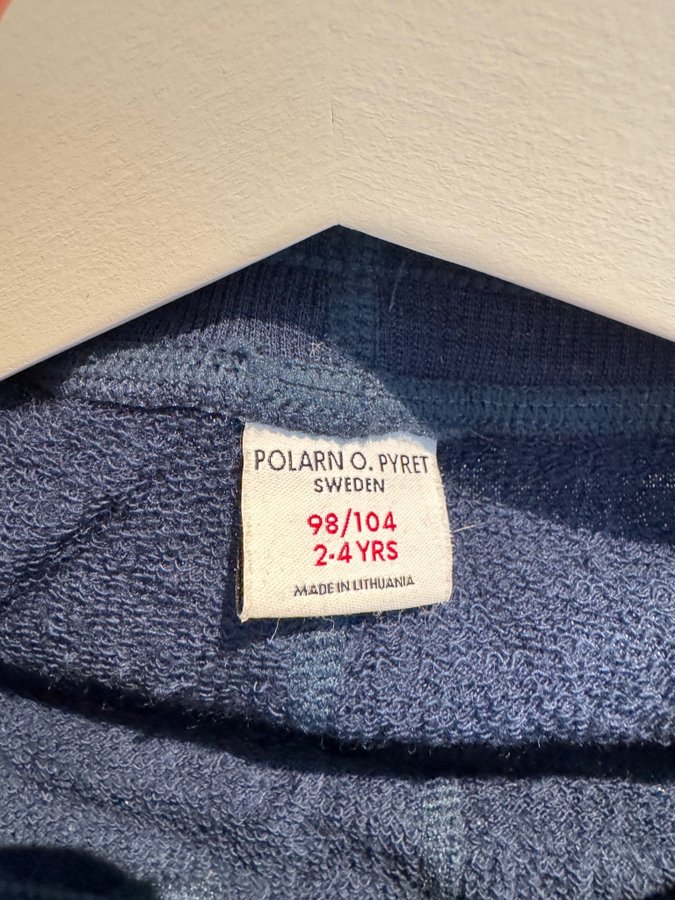 POLARN O. PYRET
SWEDEN
98/104
2-4 YRS
MADE IN LITHUANIA